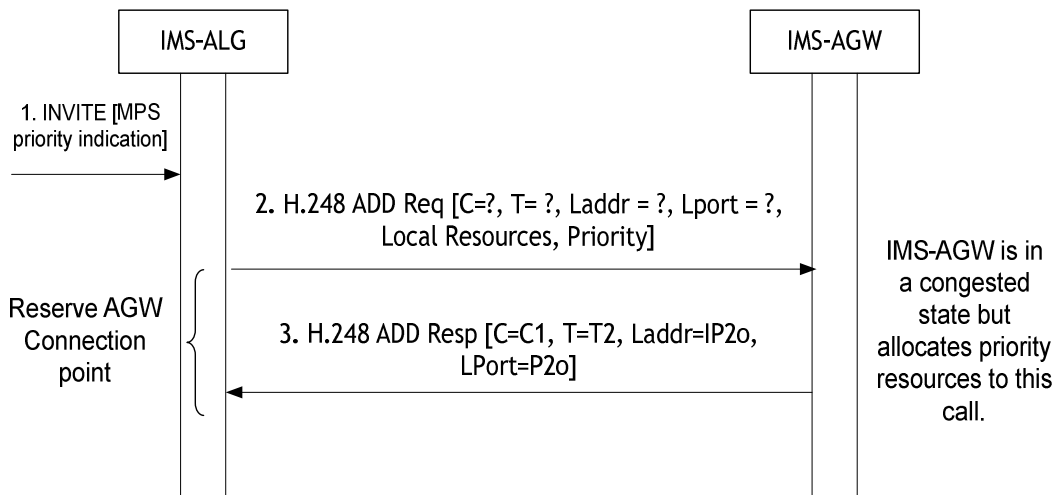 IMS-ALG
IMS-AGW
1. INVITE [MPS
priority indication]
2. H.248 ADD Req [C=?, T= ?, Laddr = ?, Lport = ?,
Local Resources, Priority]
Reserve AGW
Connection
point
3. H.248 ADD Resp [C=C1, T=T2, Laddr=IP2o,
LPort=P2o]
IMS-AGW is in
a congested
state but
allocates priority
resources to this
call.